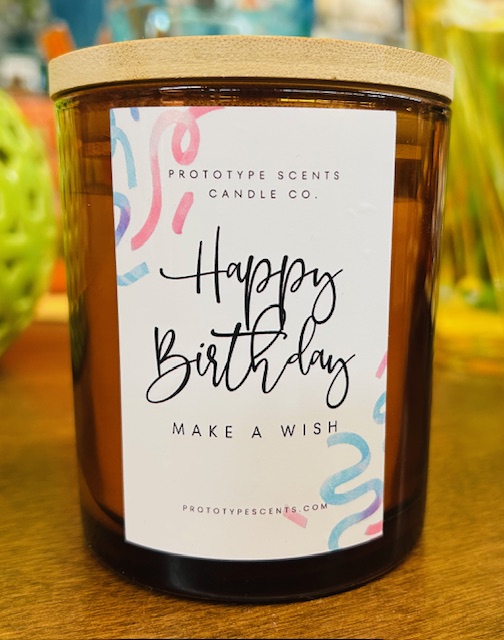 PROTOTYPE SCENTS
CANDLE CO.
Happy
Birthday
MAKE A WISH
PROTOTYPESCENTS.COM